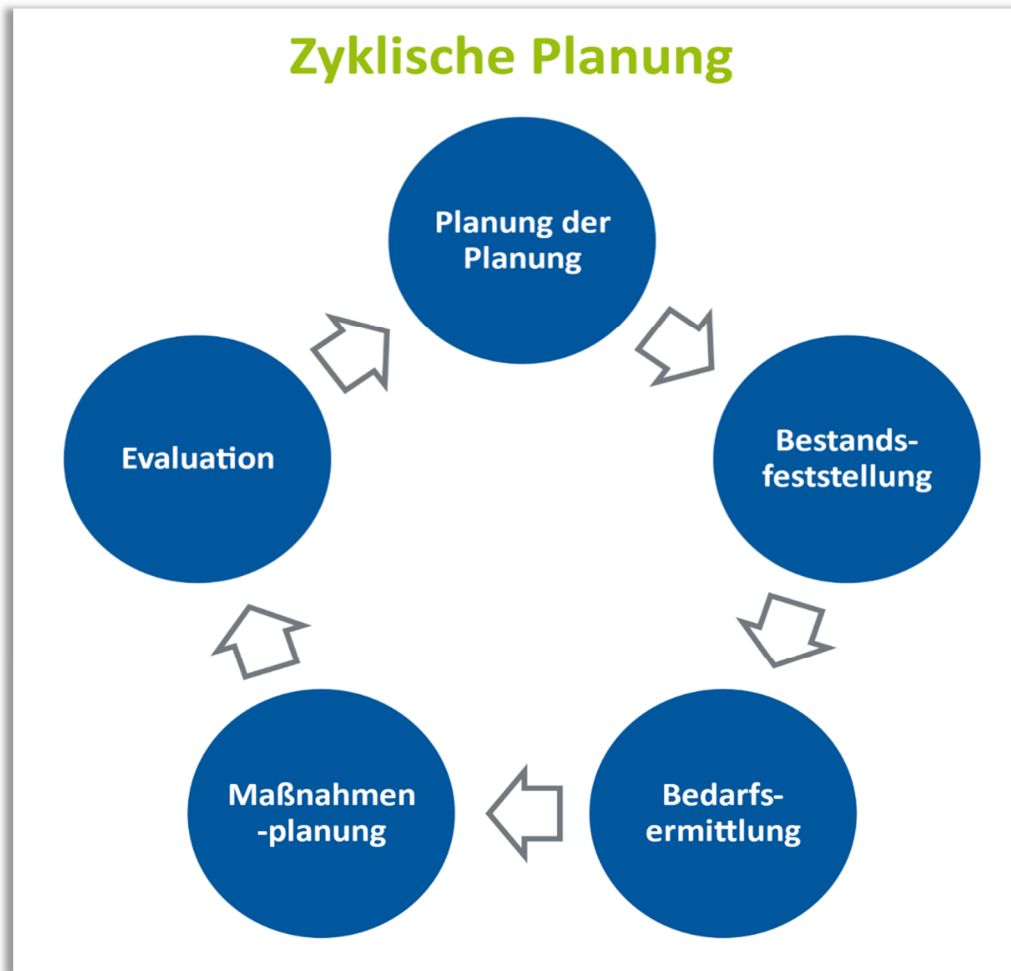 Zyklische Planung
Planung der
Planung
Bestands-
feststellung
Bedarfs-
ermittlung
Maßnahmen
-planung
Evaluation